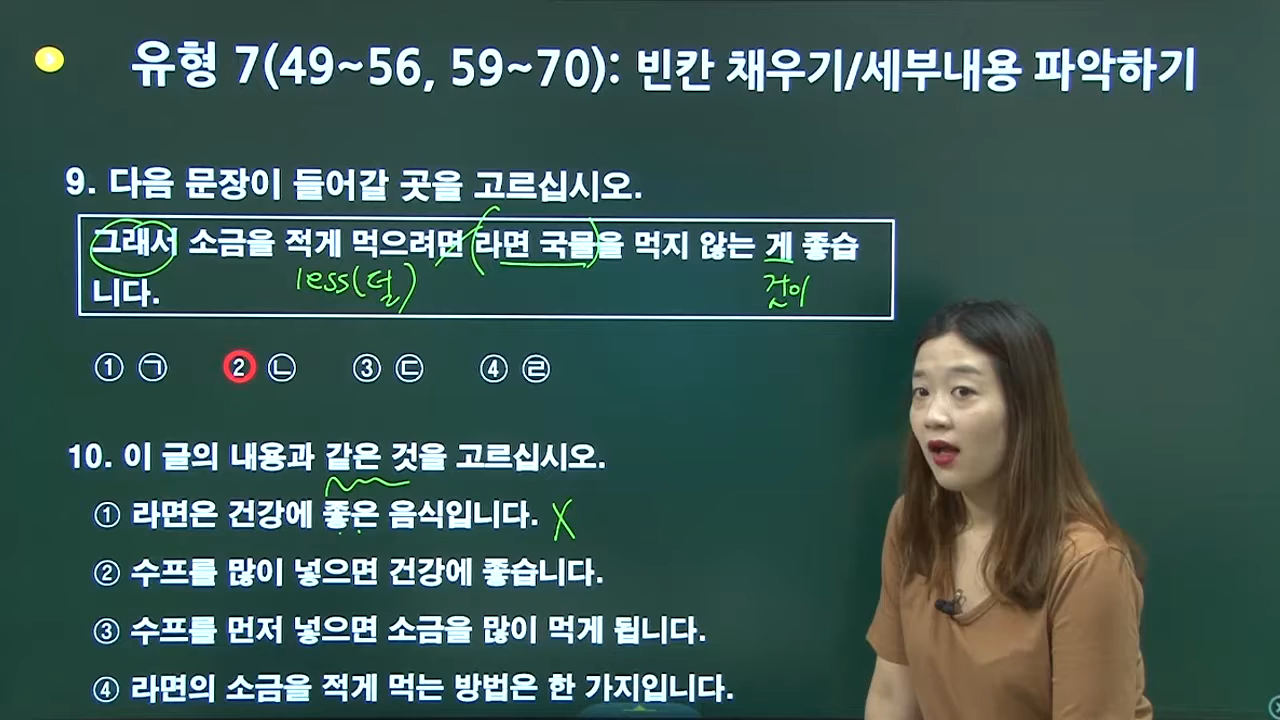 유형 7(49~56, 59~70): 빈칸 채우기/세부내용 파악하기
9. 다음 문장이 들어갈 곳을 고르십시오.
그래서 소금을 적게 먹으려면 라면 국물을 먹지 않는 게 좋습
less(덜) 것이
니다.
① ㉠ ② ㉡ ③ ㉢ ④ ㉣
10. 이 글의 내용과 같은 것을 고르십시오.
① 라면은 건강에 좋은 음식입니다. X
② 수프를 많이 넣으면 건강에 좋습니다.
③ 수프를 먼저 넣으면 소금을 많이 먹게 됩니다.
④ 라면의 소금을 적게 먹는 방법은 한 가지입니다.